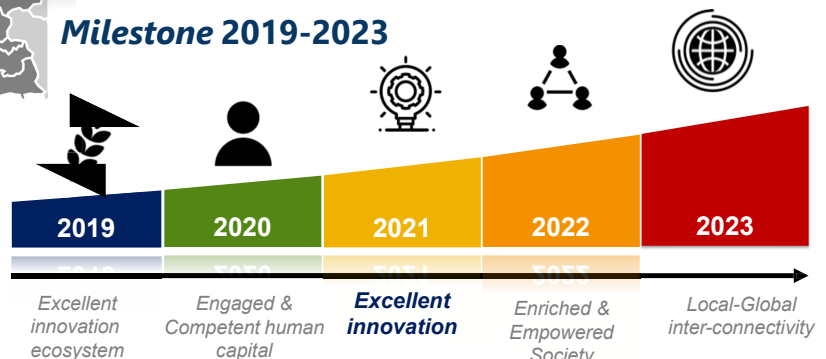 Milestone 2019-2023
2019
2020
2021
2022
2023
Excellent
innovation
ecosystem
Engaged &
Competent human
capital
Excellent
innovation
Enriched &
Empowered
Society
Local-Global
inter-connectivity